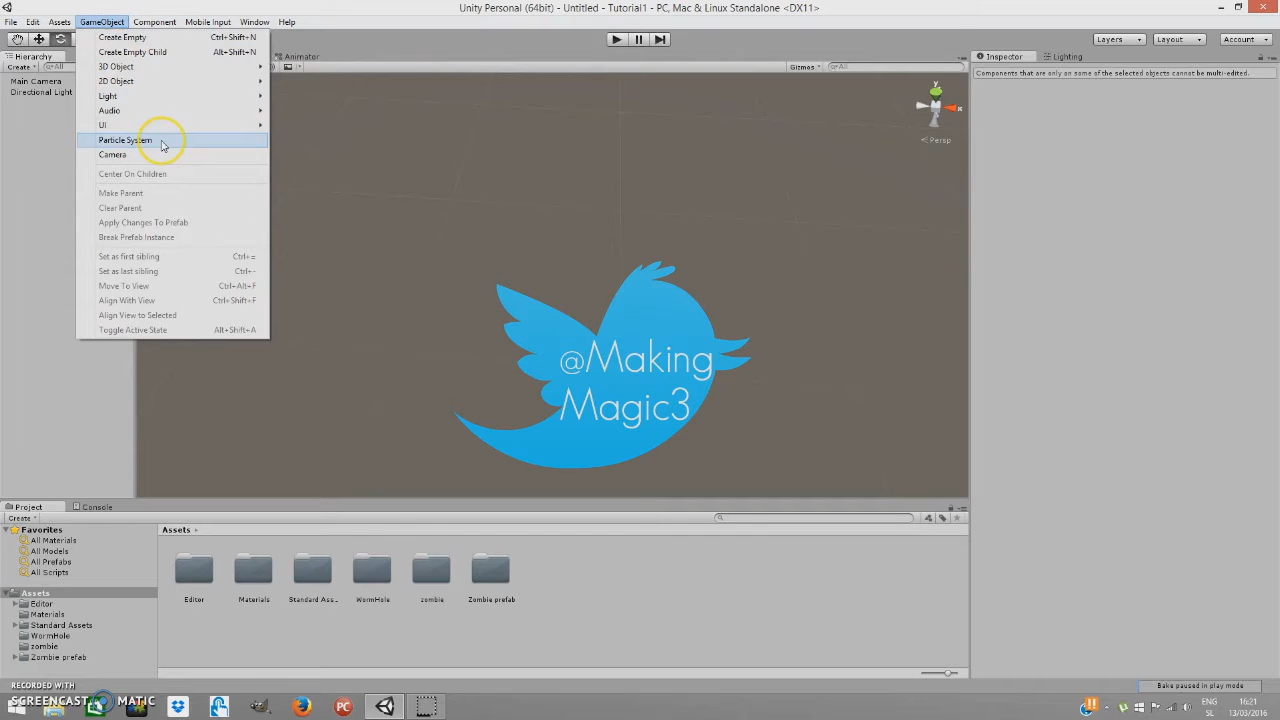 Unity Personal (64bit) - Untitled - Tutorial1 - PC, Mac & Linux Standalone <DX11>
File Edit Assets GameObject Component Mobile Input Window Help
Layers Layout Account
Hierarchy
Create All
Main Camera
Directional Light
Create Empty Ctrl+Shift+N
Create Empty Child Alt+Shift+N
3D Object
2D Object
Light
Audio
UI
Particle System
Camera
Center On Children
Make Parent
Clear Parent
Apply Changes To Prefab
Break Prefab Instance
Set as first sibling Ctrl+=
Set as last sibling Ctrl+-
Move To View Ctrl+Alt+F
Align With View Ctrl+Shift+F
Align View to Selected
Toggle Active State Alt+Shift+A
Animator
Gizmos All
y
x
Persp
@Making
Magic3
Inspector Lighting
Components that are only on some of the selected objects cannot be multi-edited.
Project Console
Create
Favorites
All Materials
All Models
All Prefabs
All Scripts
Assets
Editor
Materials
Standard Assets
WormHole
zombie
Zombie prefab
Assets
Editor Materials Standard Ass... WormHole zombie Zombie prefab
Bake paused in play mode
RECORDED WITH
SCREENCAST MATIC
PC
ENG
SL
16:21
13/03/2016